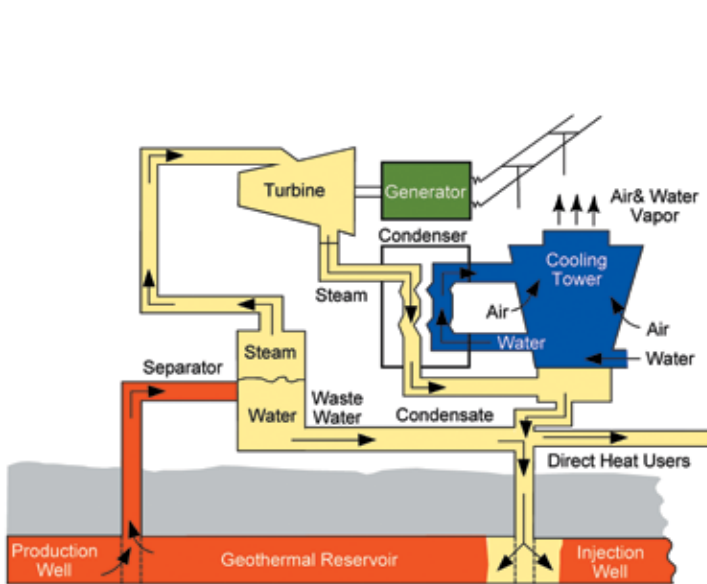 Turbine
Generator
Air& Water
Vapor
Condenser
Cooling
Tower
Steam
Air
Air
Water
Water
Steam
Separator
Water
Waste
Water
Condensate
Direct Heat Users
Production
Well
Geothermal Reservoir
Injection
Well